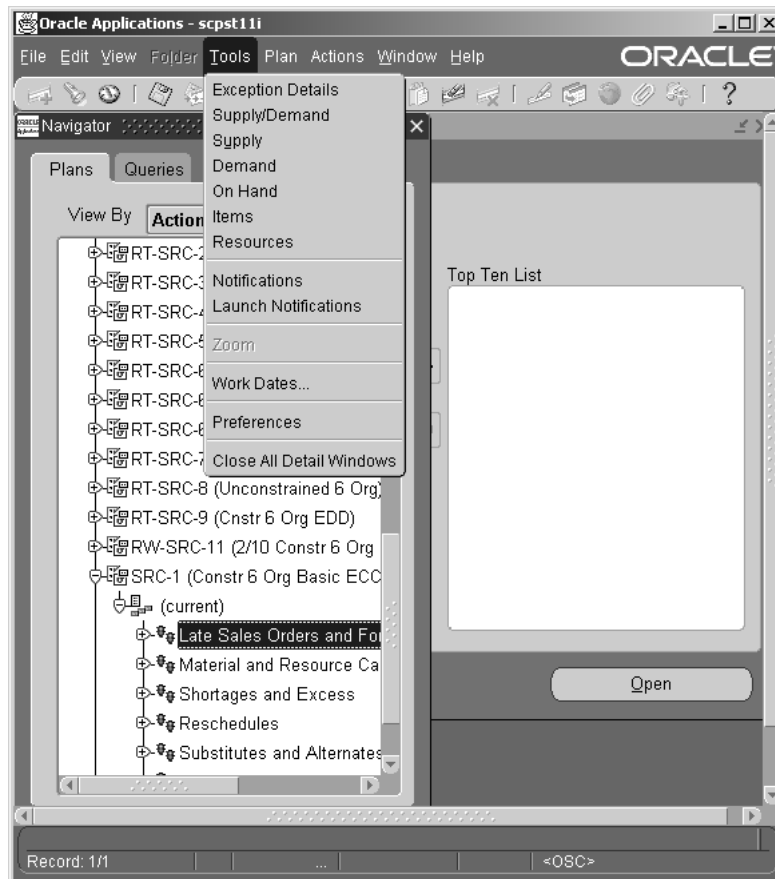 Oracle Applications - scpst11i
File Edit View Folder Tools Plan Actions Window Help
ORACLE
Exception Details
Supply/Demand
Supply
Demand
On Hand
Items
Resources
Notifications
Launch Notifications
Zoom
Work Dates...
Preferences
Close All Detail Windows
Navigator
Plans Queries
View By Action
RT-SRC-2
RT-SRC-3
RT-SRC-4
RT-SRC-5
RT-SRC-6
RT-SRC-6
RT-SRC-6
RT-SRC-7
RT-SRC-8 (Unconstrained 6 Org)
RT-SRC-9 (Cnstr 6 Org EDD)
RW-SRC-11 (2/10 Constr 6 Org
SRC-1 (Constr 6 Org Basic ECC
(current)
Late Sales Orders and For
Material and Resource Ca
Shortages and Excess
Reschedules
Substitutes and Alternates
Top Ten List
Open
Record: 1/1 ... <OSC>